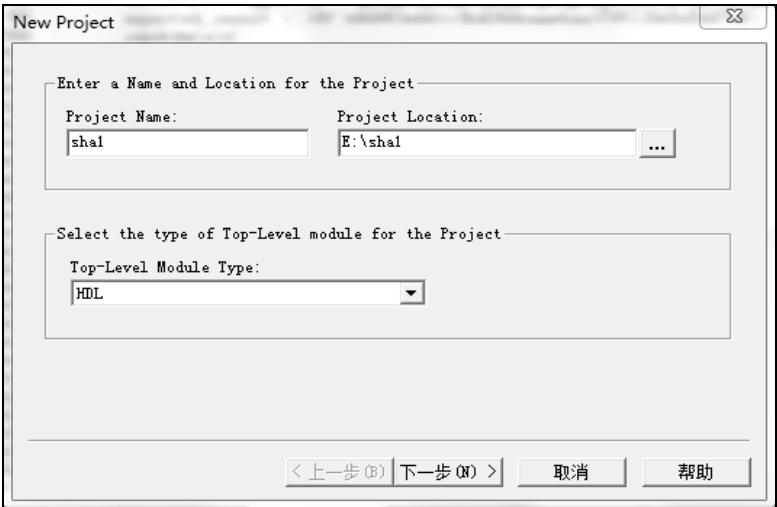 New Project
Enter a Name and Location for the Project
Project Name: Project Location:
sha1 E:\sha1 ...
Select the type of Top-Level module for the Project
Top-Level Module Type:
HDL
< 上一步(B) 下一步(N) > 取消 帮助